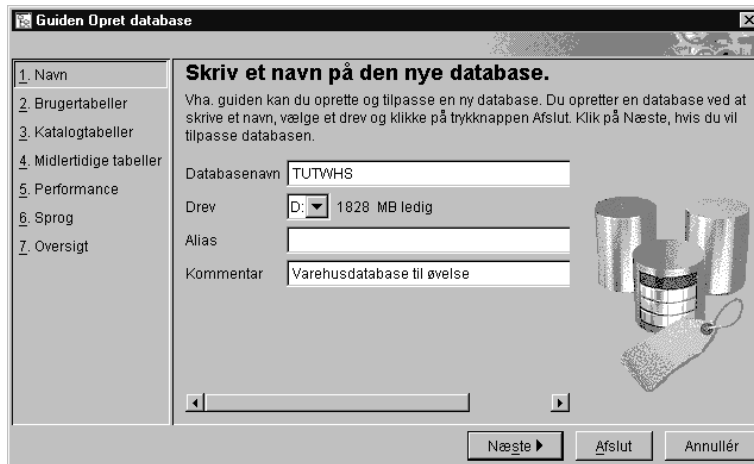 Guiden Opret database
1. Navn
2. Brugertabeller
3. Katalogtabeller
4. Midlertidige tabeller
5. Performance
6. Sprog
7. Oversigt
Skriv et navn på den nye database.
Vha. guiden kan du oprette og tilpasse en ny database. Du opretter en database ved at
skrive et navn, vælge et drev og klikke på trykknappen Afslut. Klik på Næste, hvis du vil
tilpasse databasen.
Databasenavn TUTWHS
Drev D: 1828 MB ledig
Alias
Kommentar Varehusdatabase til øvelse
Næste Afslut Annullér